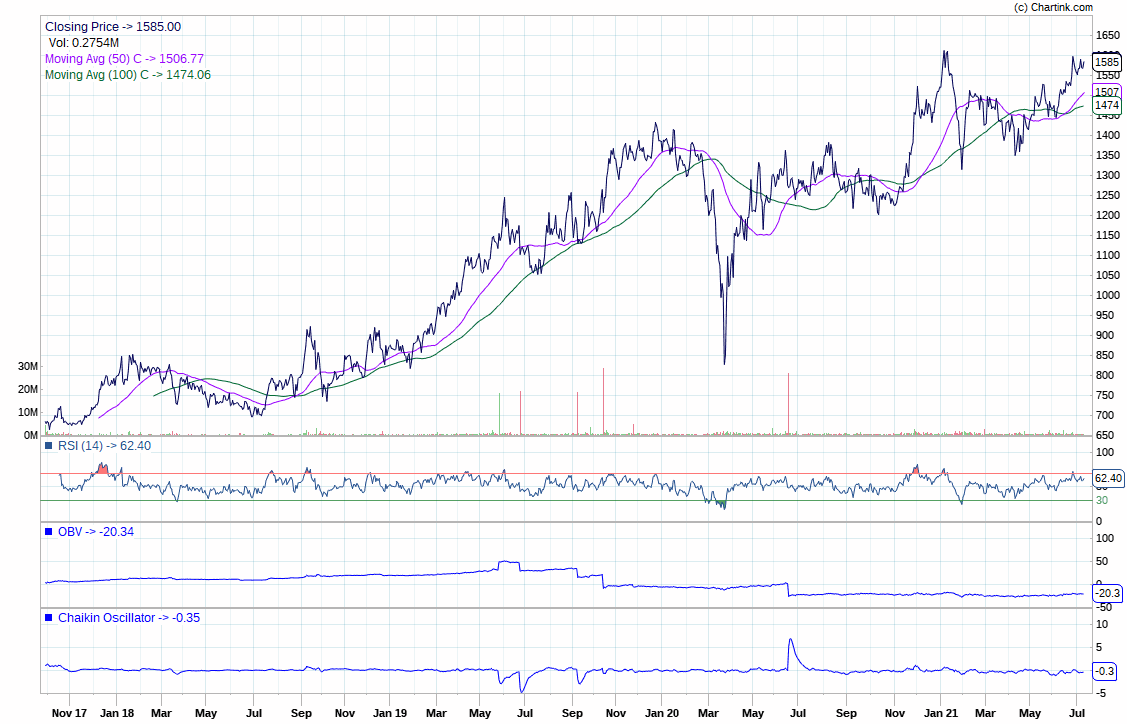 (c) Chartink.com
Closing Price -> 1585.00
Vol: 0.2754M
Moving Avg (50) C -> 1506.77
Moving Avg (100) C -> 1474.06
1650
1585
1550
1507
1474
1450
1400
1350
1300
1250
1200
1150
1100
1050
1000
950
900
850
800
750
700
650
30M
20M
10M
0M
RSI (14) -> 62.40
100
62.40
30
0
OBV -> -20.34
100
50
0
-20.3
-50
Chaikin Oscillator -> -0.35
10
5
-0.3
-5
Nov 17 Jan 18 Mar May Jul Sep Nov Jan 19 Mar May Jul Sep Nov Jan 20 Mar May Jul Sep Nov Jan 21 Mar May Jul